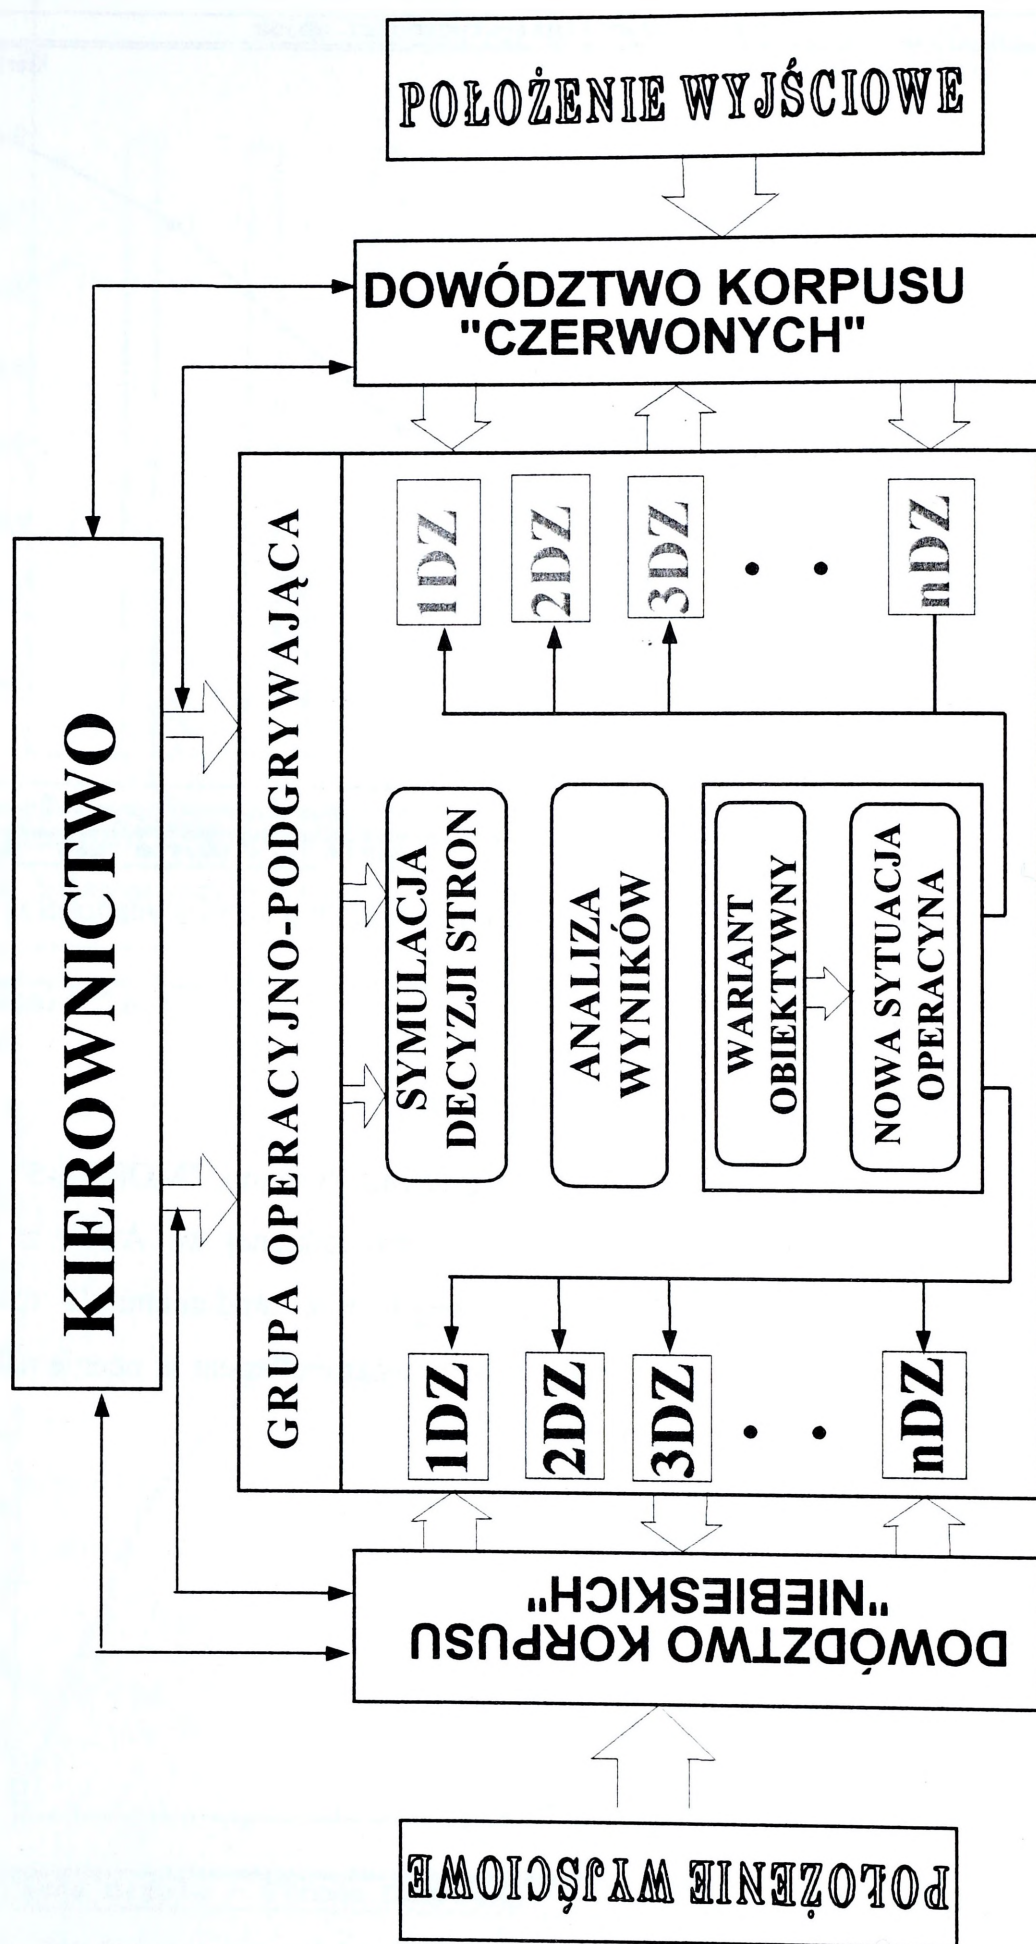 KIEROWNICTWO
GRUPA OPERACYJNO-PODGRYWAJĄCA
POŁOŻENIE WYJŚCIOWE
DOWÓDZTWO KORPUSU
"NIEBIESKICH"
1DZ
2DZ
3DZ
. .
nDZ
SYMULACJA
DECYZJI STRON
ANALIZA
WYNIKÓW
WARIANT
OBIEKTYWNY
NOWA SYTUACJA
OPERACYNA
1DZ
2DZ
3DZ
. .
nDZ
DOWÓDZTWO KORPUSU
"CZERWONYCH"
POŁOŻENIE WYJŚCIOWE